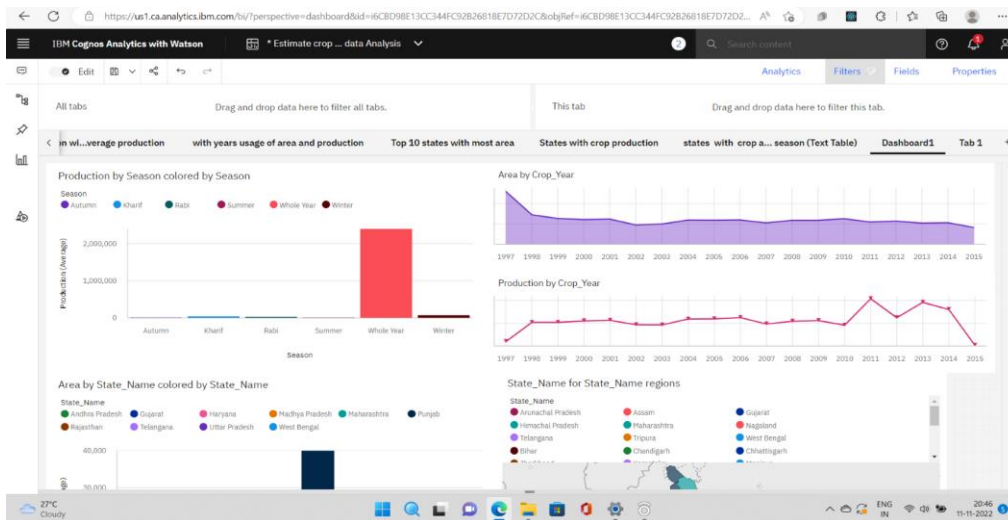 https://us1.ca.analytics.ibm.com/bi/?perspective=dashboard&id=i6CBD98E13CC344FC92B26818E7D72D2C&objRef=i6CBD98E13CC344FC92B26818E7D72D2...
IBM Cognos Analytics with Watson
* Estimate crop ... data Analysis
2
Search content
1
Edit
Analytics Filters Fields Properties
All tabs
Drag and drop data here to filter all tabs.
This tab
Drag and drop data here to filter this tab.
on wi...verage production
with years usage of area and production
Top 10 states with most area
States with crop production
states with crop a... season (Text Table)
Dashboard1
Tab 1
Production by Season colored by Season
Season
Autumn Kharif Rabi Summer Whole Year Winter
Production (Average)
2,000,000
1,000,000
0
Autumn Kharif Rabi Summer Whole Year Winter
Season
Area by Crop_Year
1997 1998 1999 2000 2001 2002 2003 2004 2005 2006 2007 2008 2009 2010 2011 2012 2013 2014 2015
Production by Crop_Year
1997 1998 1999 2000 2001 2002 2003 2004 2005 2006 2007 2008 2009 2010 2011 2012 2013 2014 2015
Area by State_Name colored by State_Name
State_Name
Andhra Pradesh Gujarat Haryana Madhya Pradesh Maharashtra Punjab
Rajasthan Telangana Uttar Pradesh West Bengal
40,000
30,000
State_Name for State_Name regions
State_Name
Arunachal Pradesh Assam Gujarat
Himachal Pradesh Maharashtra Nagaland
Telangana Tripura West Bengal
Bihar Chandigarh Chhattisgarh
27°C
Cloudy
ENG
IN
20:46
11-11-2022